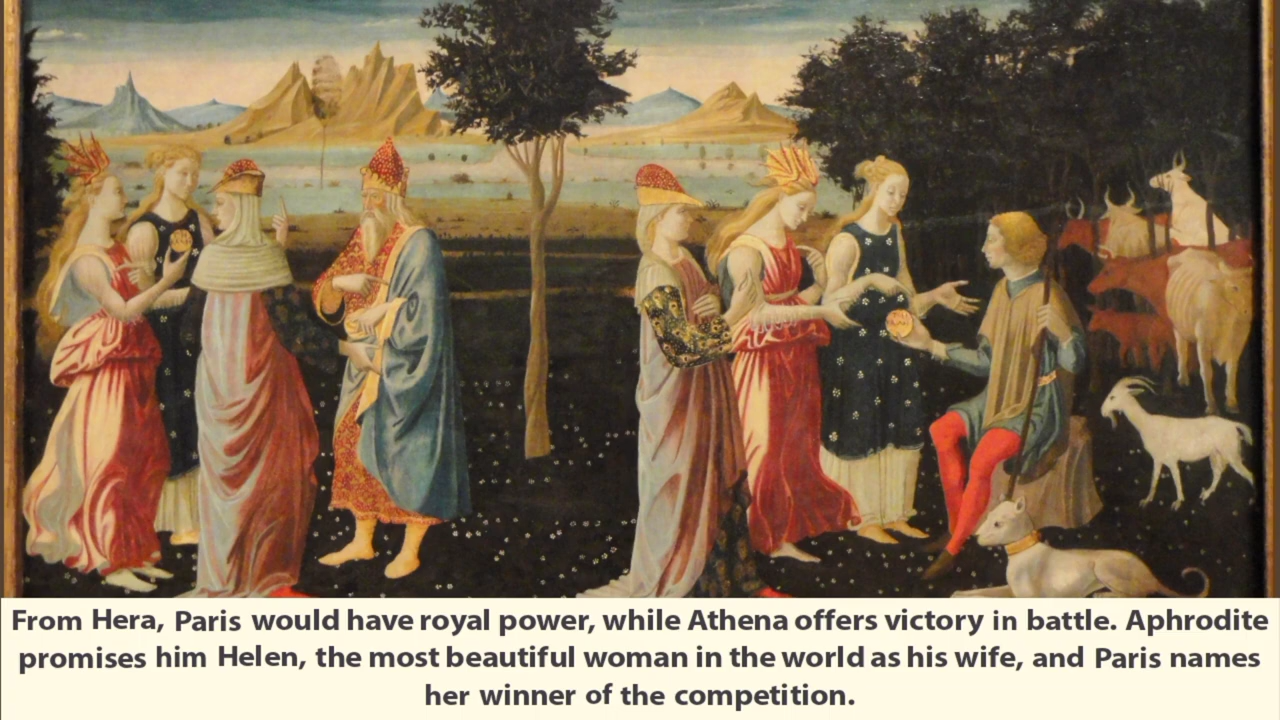 From Hera, Paris would have royal power, while Athena offers victory in battle. Aphrodite
promises him Helen, the most beautiful woman in the world as his wife, and Paris names
her winner of the competition.